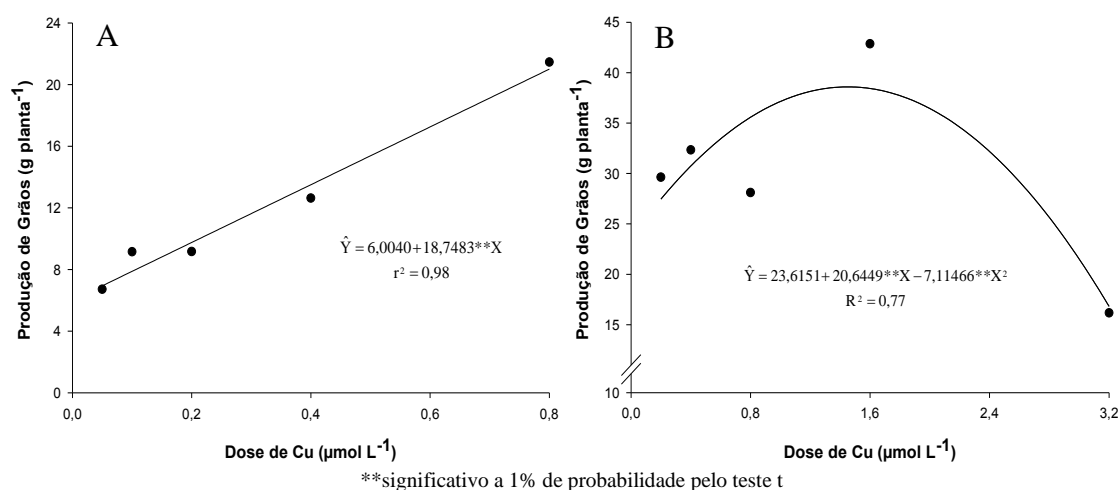 A
Produção de Grãos (g planta-1)
24
20
16
12
8
4
0
0,0
0,2
0,4
0,6
0,8
Dose de Cu (µmol L-1)
Ŷ = 6,0040+18,7483**X
r² = 0,98
B
Produção de Grãos (g planta-1)
45
40
35
30
25
20
15
10
0,0
0,8
1,6
2,4
3,2
Dose de Cu (µmol L-1)
Ŷ = 23,6151+20,6449**X−7,11466**X²
R² = 0,77
**significativo a 1% de probabilidade pelo teste t